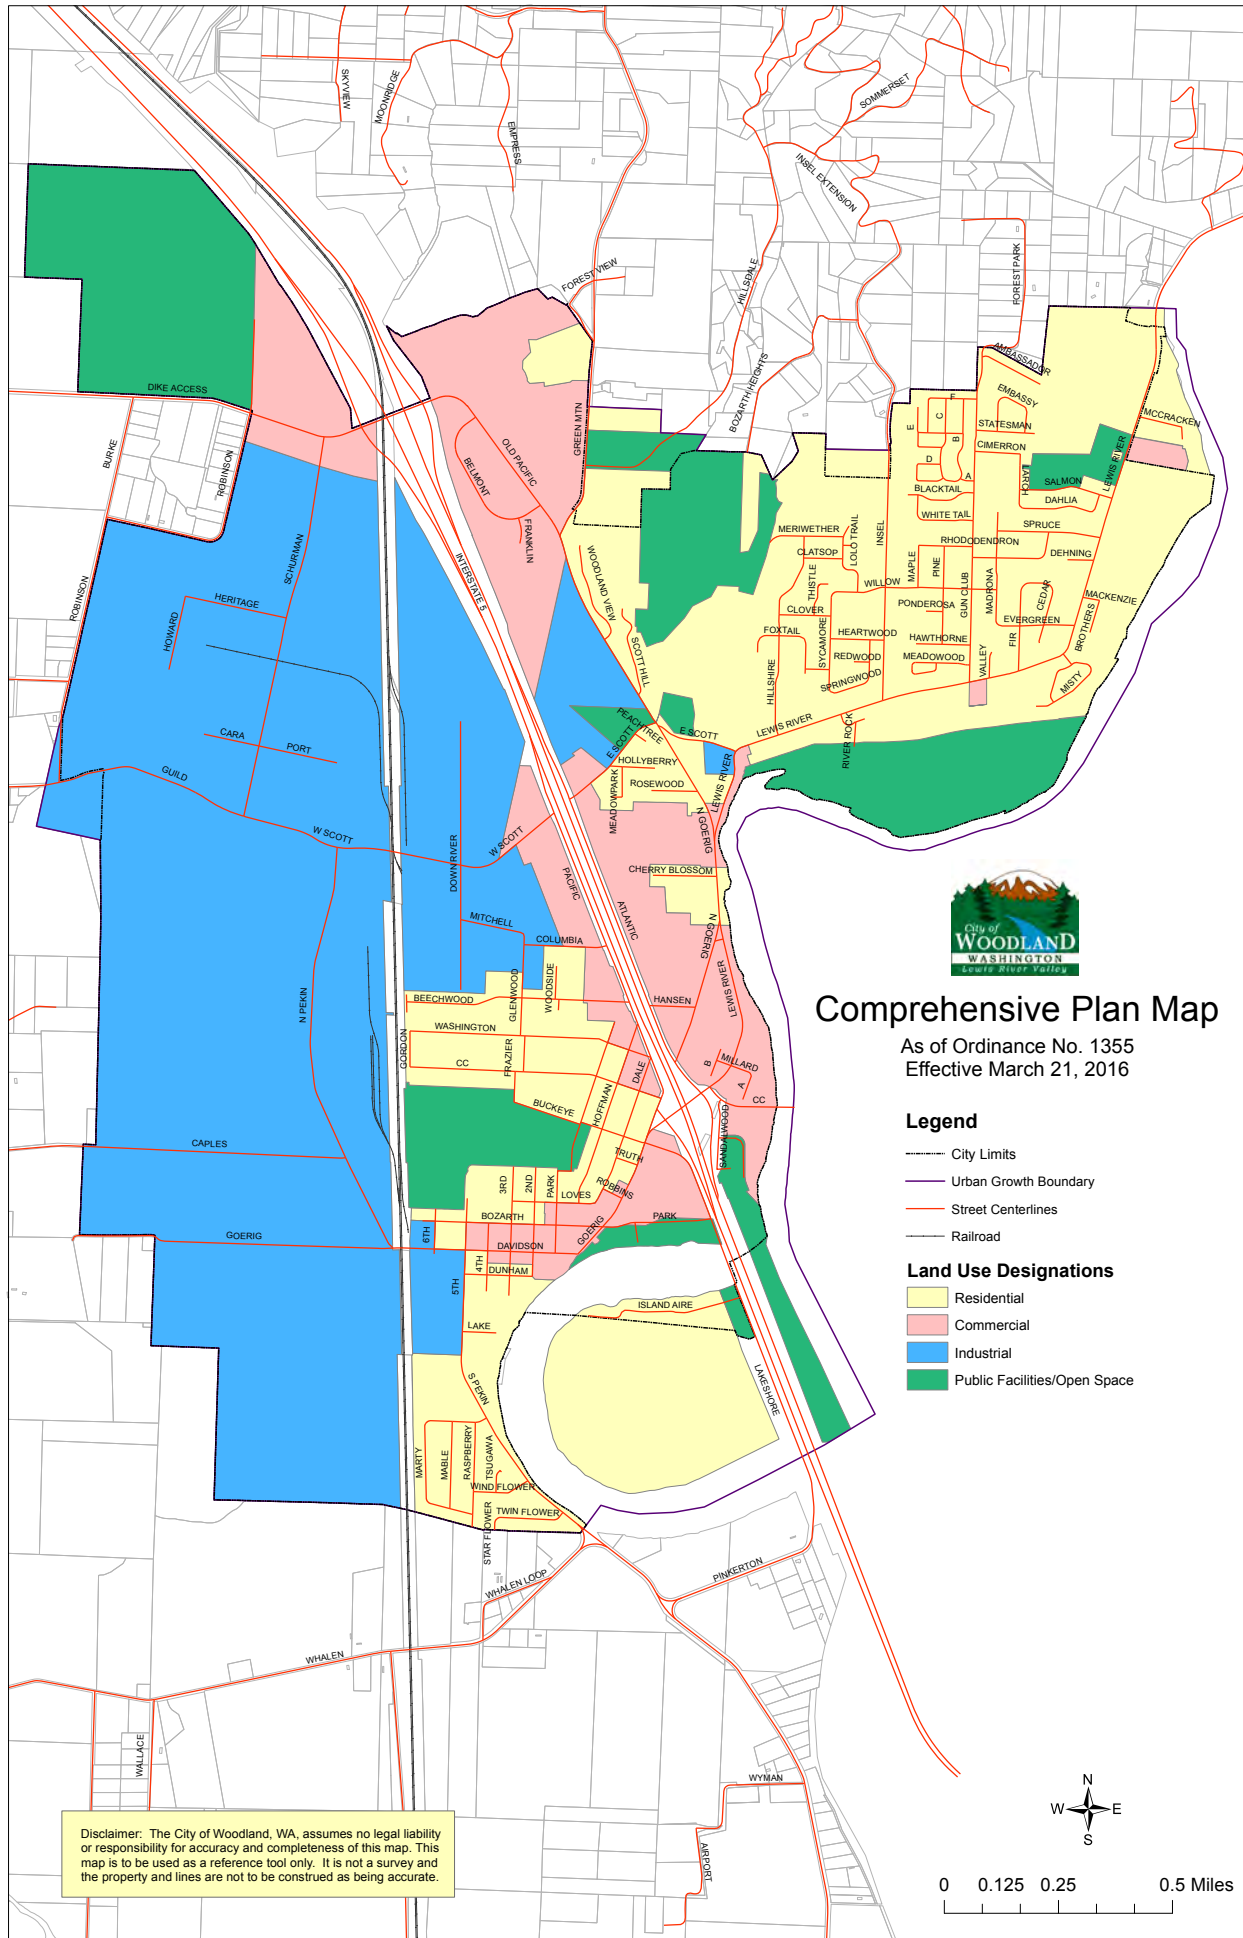 SKYVIEW
MOONRIDGE
EMPRESS
SOMMERSET
INSEL EXTENSION
FOREST VIEW
HILLSDALE
FOREST PARK
BOZARTH HEIGHTS
AMBASSADOR
DIKE ACCESS
GREEN MTN
EMBASSY
F
E
C
B
STATESMAN
MCCRACKEN
CIMERRON
BURKE
ROBINSON
BELMONT
OLD PACIFIC
D
A
LARCH
SALMON
LEWIS RIVER
BLACKTAIL
DAHLIA
WHITE TAIL
SPRUCE
SCHURMAN
FRANKLIN
MERIWETHER
LOLO TRAIL
INSEL
RHODODENDRON
DEHNING
CLATSOP
WOODLAND VIEW
INTERSTATE 5
THISTLE
WILLOW
MAPLE
PINE
GUN CLUB
MADRONA
CEDAR
MACKENZIE
ROBINSON
HERITAGE
HOWARD
CLOVER
PONDEROSA
EVERGREEN
BROTHERS
FOXTAIL
SYCAMORE
HEARTWOOD
HAWTHORNE
FIR
SCOTT HILL
REDWOOD
MEADOWOOD
VALLEY
HILLSHIRE
SPRINGWOOD
MISTY
PEACHTREE
E SCOTT
E SCOTT
LEWIS RIVER
RIVER ROCK
CARA
PORT
GUILD
HOLLYBERRY
ROSEWOOD
MEADOWPARK
LEWIS RIVER
N GOERIG
W SCOTT
W SCOTT
DOWN RIVER
PACIFIC
CHERRY BLOSSOM
ATLANTIC
MITCHELL
COLUMBIA
N GOERIG
LEWIS RIVER
City of
WOODLAND
WASHINGTON
Lewis River Valley
Comprehensive Plan Map
As of Ordinance No. 1355
Effective March 21, 2016
N PEKIN
BEECHWOOD
GLENWOOD
WOODSIDE
HANSEN
GORDON
WASHINGTON
FRAZIER
CC
DALE
B
MILLARD
A
CC
BUCKEYE
HOFFMAN
GOODWOOD
SANDALWOOD
CAPLES
TRUTH
3RD
2ND
PARK
LOVES
ROBBINS
BOZARTH
PARK
6TH
GOERIG
DAVIDSON
GOERIG
4TH
DUNHAM
5TH
ISLAND AIRE
LAKE
LAKESHORE
S PEKIN
MARTY
MABLE
RASPBERRY
TSUGAWA
WIND FLOWER
TWIN FLOWER
STAR FLOWER
WHALEN LOOP
PINKERTON
WHALEN
WALLACE
WYMAN
AIRPORT
Legend
City Limits
Urban Growth Boundary
Street Centerlines
Railroad
Land Use Designations
Residential
Commercial
Industrial
Public Facilities/Open Space
N
W E
S
0 0.125 0.25 0.5 Miles
Disclaimer: The City of Woodland, WA, assumes no legal liability
or responsibility for accuracy and completeness of this map. This
map is to be used as a reference tool only. It is not a survey and
the property and lines are not to be construed as being accurate.